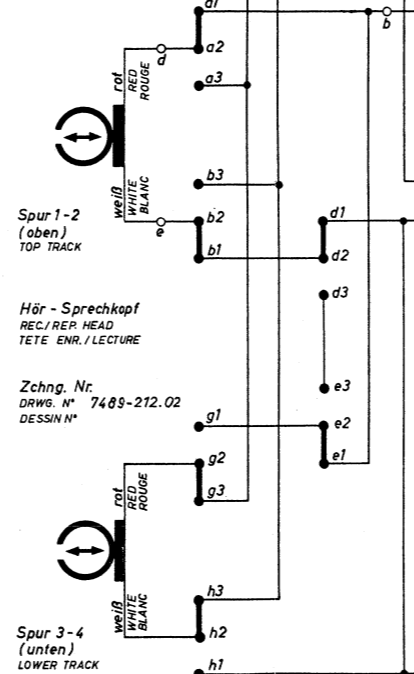 a1
b
d
a2
rot
RED
ROUGE
a3
b3
weiß
WHITE
BLANC
Spur 1-2
(oben)
TOP TRACK
b2
e
b1
d1
d2
d3
Hör - Sprechkopf
REC./REP. HEAD
TETE ENR./LECTURE
e3
Zchng. Nr.
DRWG. N° 7489-212.02
DESSIN N°
g1
e2
e1
g2
rot
RED
ROUGE
g3
weiß
WHITE
BLANC
h3
Spur 3-4
(unten)
LOWER TRACK
h2
h1